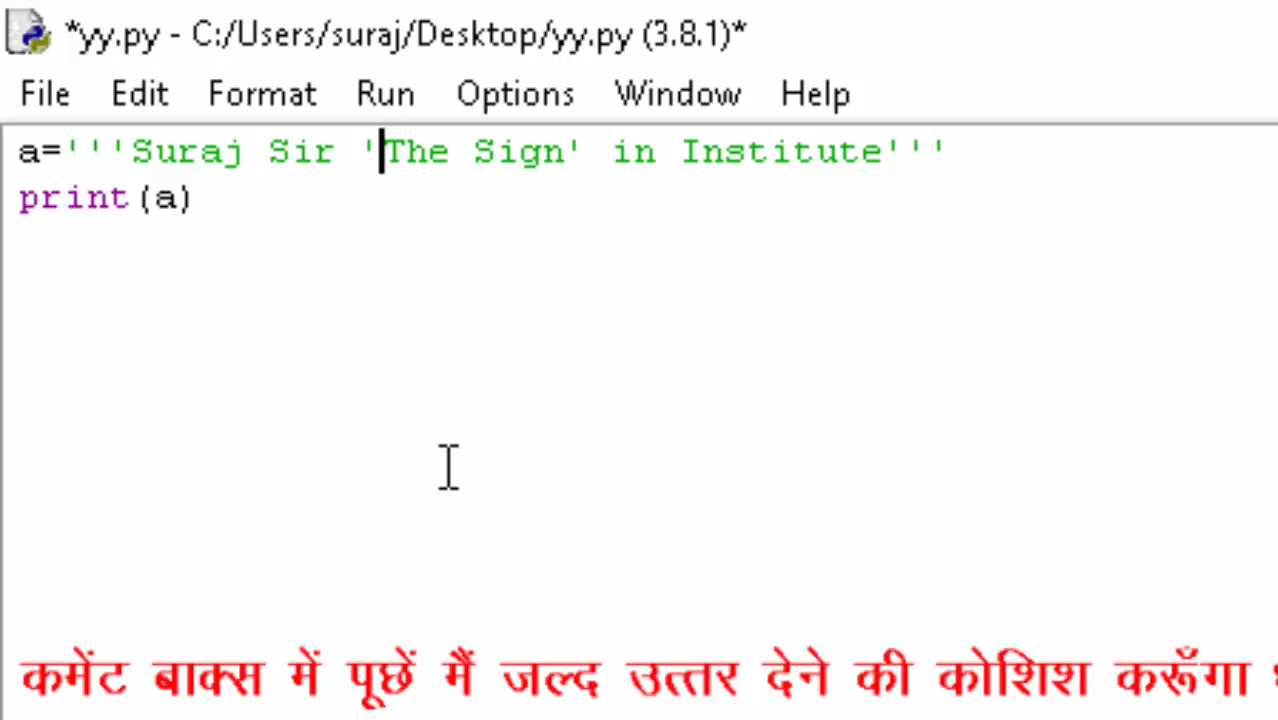 *yy.py - C:/Users/suraj/Desktop/yy.py (3.8.1)*
File Edit Format Run Options Window Help
a='''Suraj Sir 'The Sign' in Institute'''
print(a)
कमेंट बाक्स में पूछें मैं जल्द उत्तर देने की कोशिश करूँगा